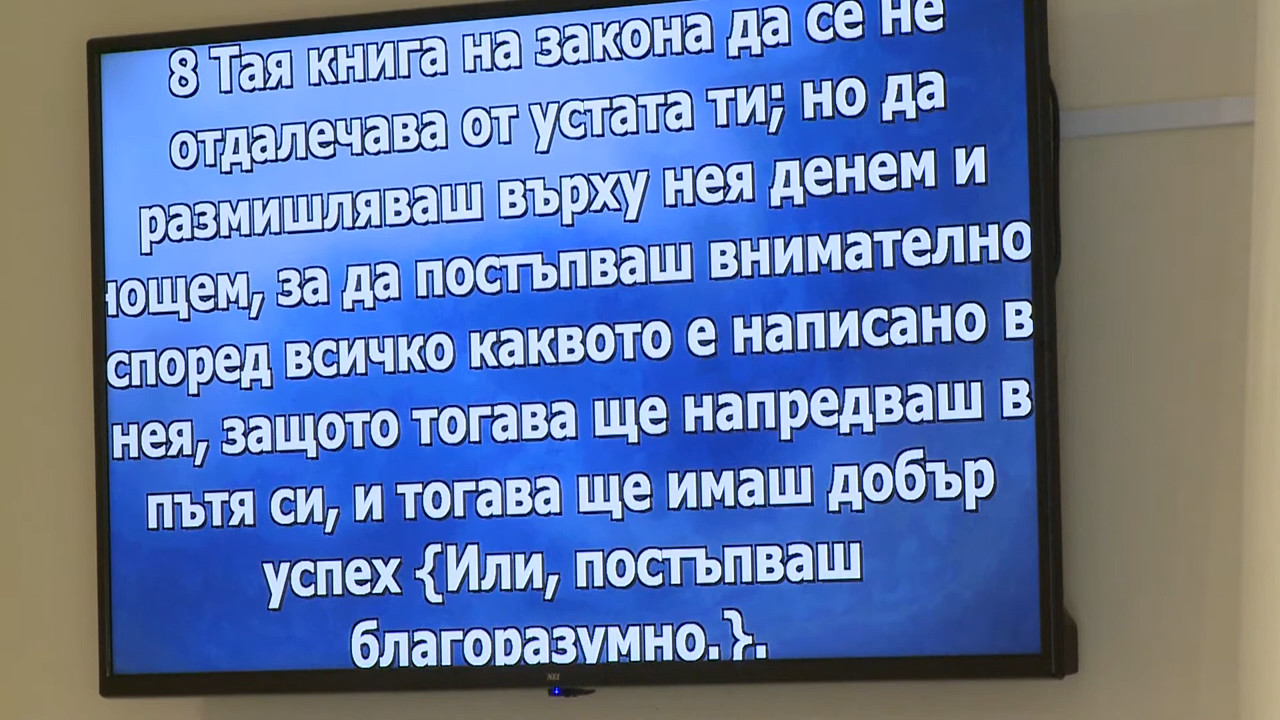 8 Тая книга на закона да се не
отдалечава от устата ти; но да
размишляваш върху нея денем и
нощем, за да постъпваш внимателно
според всичко каквото е написано в
нея, защото тогава ще напредваш в
пътя си, и тогава ще имаш добър
успех {Или, постъпваш
благоразумно.}.
NEI